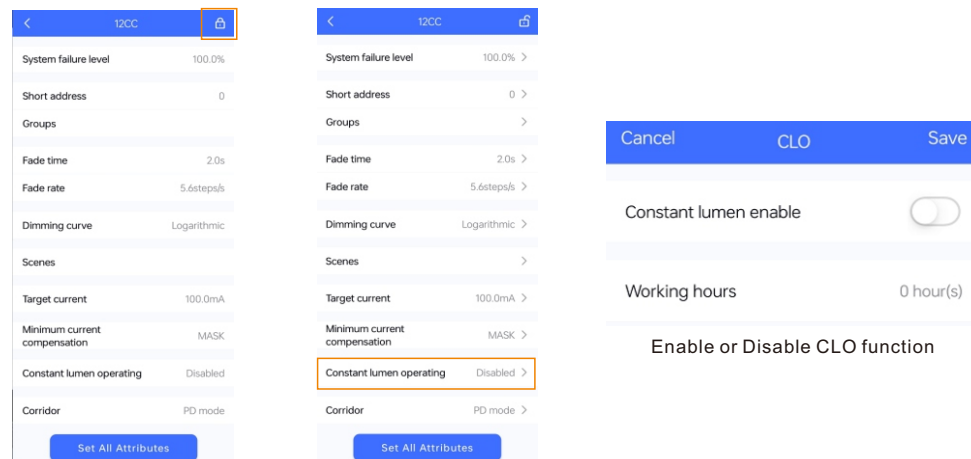 12CC
System failure level 100.0%
Short address 0
Groups
Fade time 2.0s
Fade rate 5.6steps/s
Dimming curve Logarithmic
Scenes
Target current 100.0mA
Minimum current
compensation MASK
Constant lumen operating Disabled
Corridor PD mode
Set All Attributes
12CC
System failure level 100.0%
Short address 0
Groups
Fade time 2.0s
Fade rate 5.6steps/s
Dimming curve Logarithmic
Scenes
Target current 100.0mA
Minimum current
compensation MASK
Constant lumen operating Disabled
Corridor PD mode
Set All Attributes
Cancel CLO Save
Constant lumen enable
Working hours 0 hour(s)
Enable or Disable CLO function